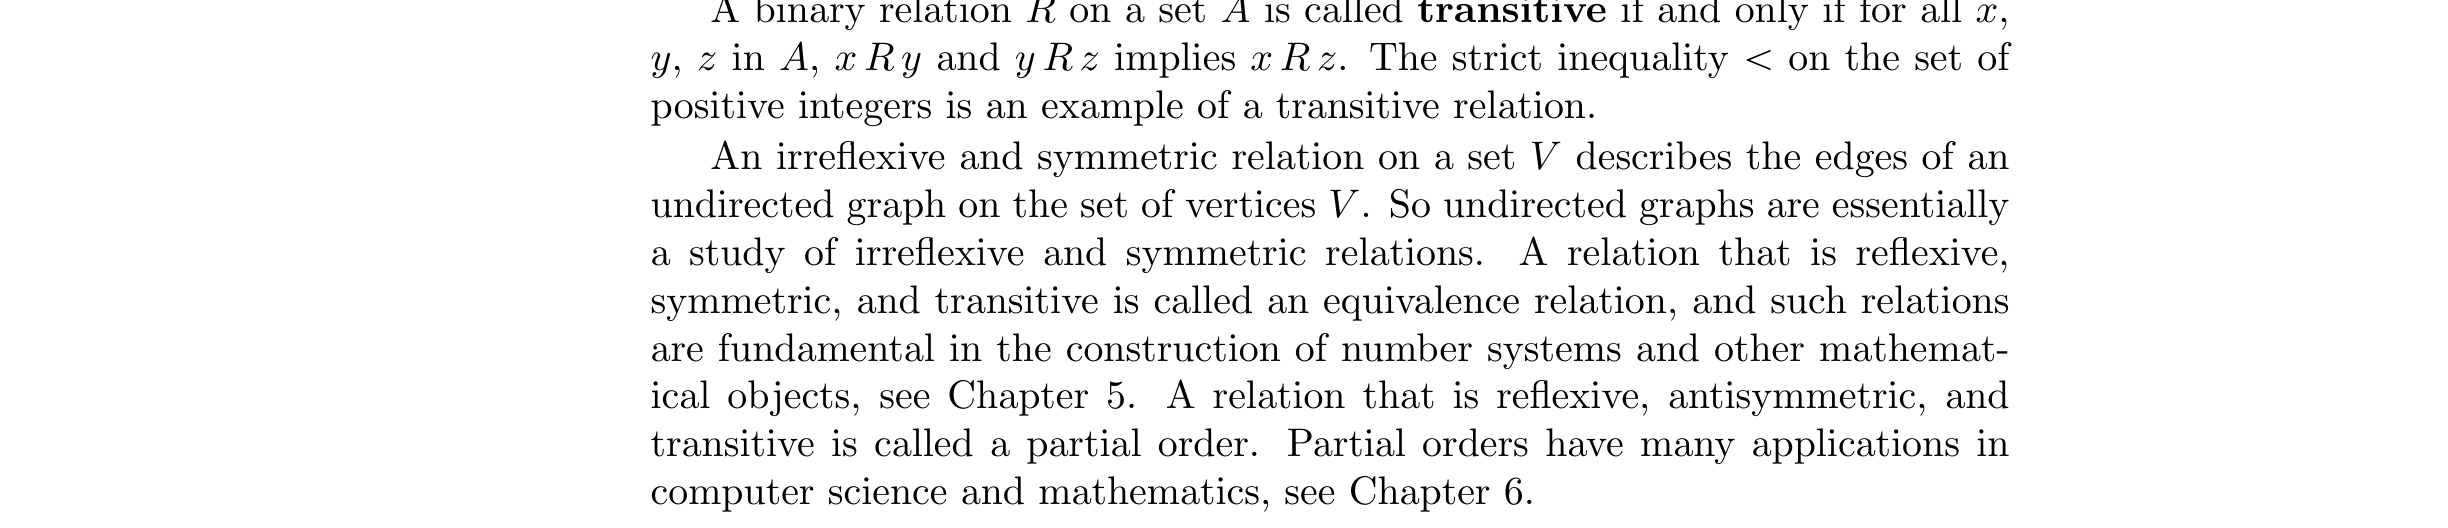 A binary relation R on a set A is called transitive if and only if for all x,
y, z in A, x R y and y R z implies x R z. The strict inequality < on the set of
positive integers is an example of a transitive relation.
An irreflexive and symmetric relation on a set V describes the edges of an
undirected graph on the set of vertices V. So undirected graphs are essentially
a study of irreflexive and symmetric relations. A relation that is reflexive,
symmetric, and transitive is called an equivalence relation, and such relations
are fundamental in the construction of number systems and other mathemat-
ical objects, see Chapter 5. A relation that is reflexive, antisymmetric, and
transitive is called a partial order. Partial orders have many applications in
computer science and mathematics, see Chapter 6.